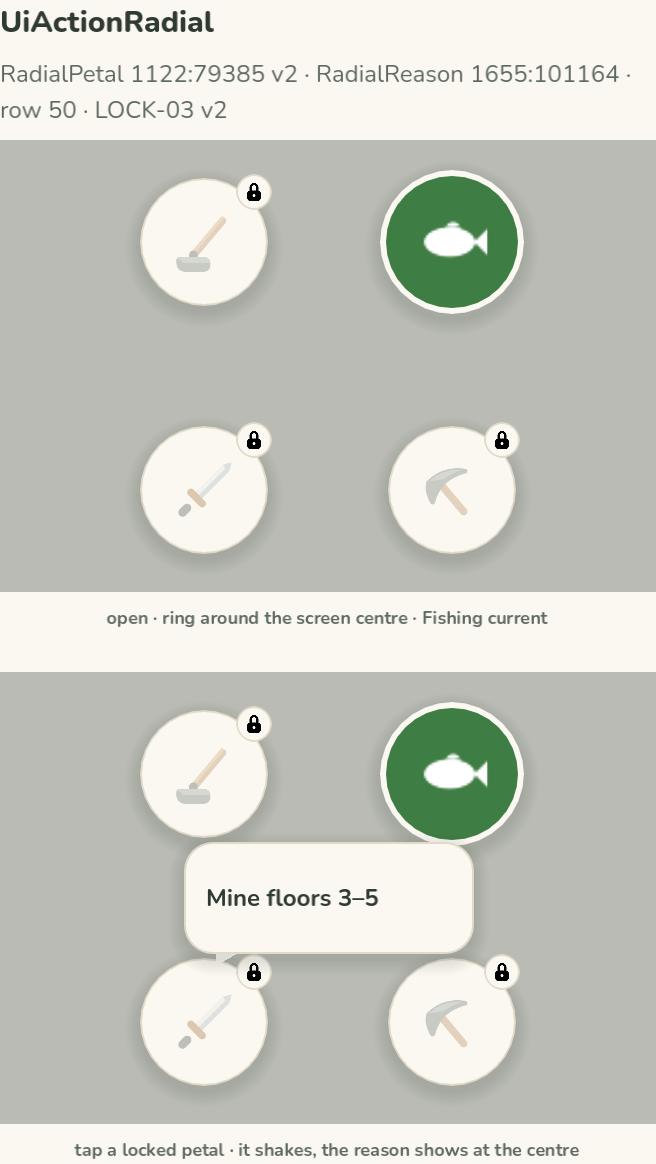 UiActionRadial
RadialPetal 1122:79385 v2 · RadialReason 1655:101164 ·
row 50 · LOCK-03 v2
open · ring around the screen centre · Fishing current
Mine floors 3–5
tap a locked petal · it shakes, the reason shows at the centre